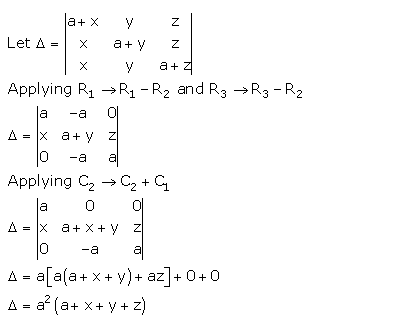 a + x y z
Let Δ = x a + y z
x y a + z
Applying R₁ → R₁ − R₂ and R₃ → R₃ − R₂
a −a 0
Δ = x a + y z
0 −a a
Applying C₂ → C₂ + C₁
a 0 0
Δ = x a + x + y z
0 −a a
Δ = a[a(a + x + y) + az] + 0 + 0
Δ = a²(a + x + y + z)